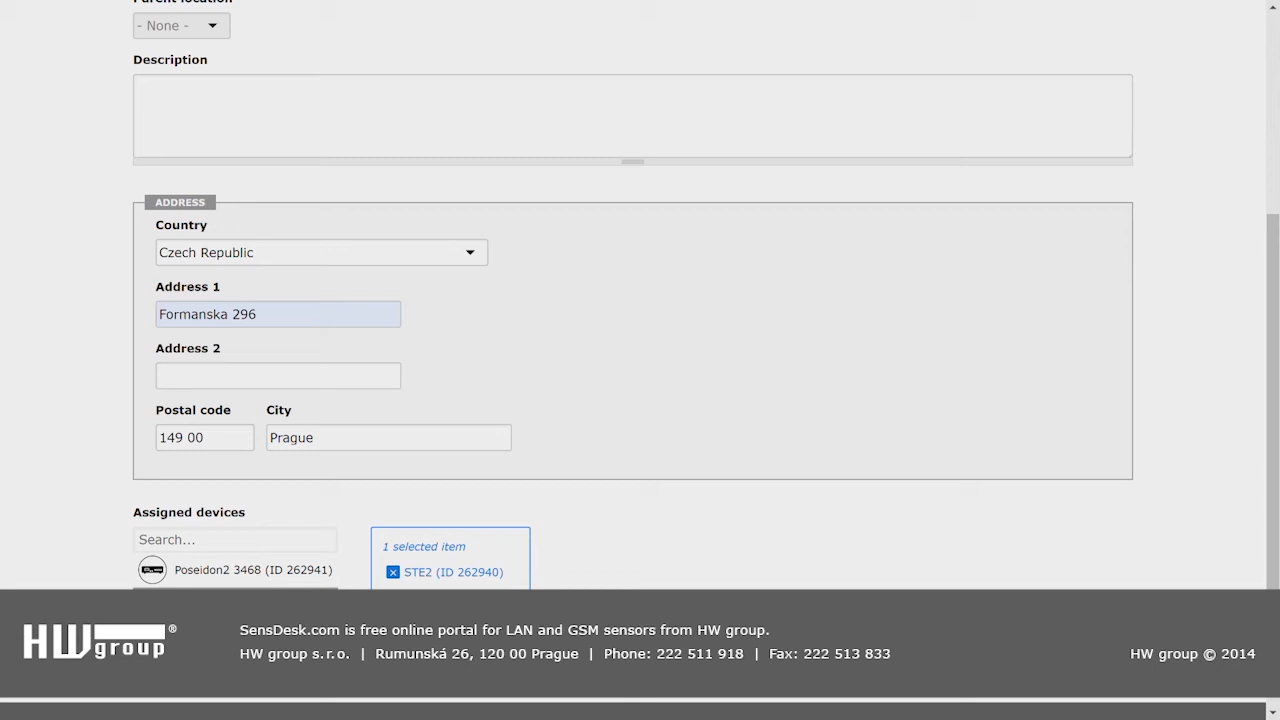 Parent location
- None -
Description
ADDRESS
Country
Czech Republic
Address 1
Formanska 296
Address 2
Postal code City
149 00 Prague
Assigned devices
Search...
1 selected item
Poseidon2 3468 (ID 262941)
STE2 (ID 262940)
HW group ®
SensDesk.com is free online portal for LAN and GSM sensors from HW group.
HW group s.r.o. | Rumunská 26, 120 00 Prague | Phone: 222 511 918 | Fax: 222 513 833
HW group © 2014